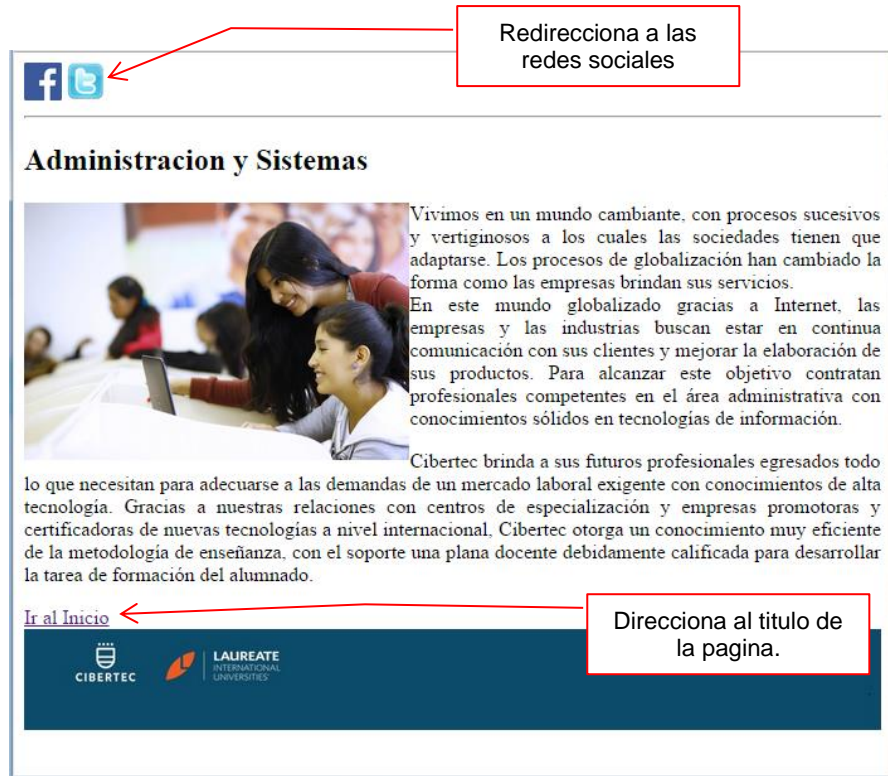 Redirecciona a las
redes sociales
f t
Administracion y Sistemas
Vivimos en un mundo cambiante, con procesos sucesivos
y vertiginosos a los cuales las sociedades tienen que
adaptarse. Los procesos de globalización han cambiado la
forma como las empresas brindan sus servicios.
En este mundo globalizado gracias a Internet, las
empresas y las industrias buscan estar en continua
comunicación con sus clientes y mejorar la elaboración de
sus productos. Para alcanzar este objetivo contratan
profesionales competentes en el área administrativa con
conocimientos sólidos en tecnologías de información.
Cibertec brinda a sus futuros profesionales egresados todo
lo que necesitan para adecuarse a las demandas de un mercado laboral exigente con conocimientos de alta
tecnología. Gracias a nuestras relaciones con centros de especialización y empresas promotoras y
certificadoras de nuevas tecnologías a nivel internacional, Cibertec otorga un conocimiento muy eficiente
de la metodología de enseñanza, con el soporte una plana docente debidamente calificada para desarrollar
la tarea de formación del alumnado.
Ir al Inicio
Direcciona al titulo de
la pagina.
CIBERTEC
LAUREATE
INTERNATIONAL
UNIVERSITIES